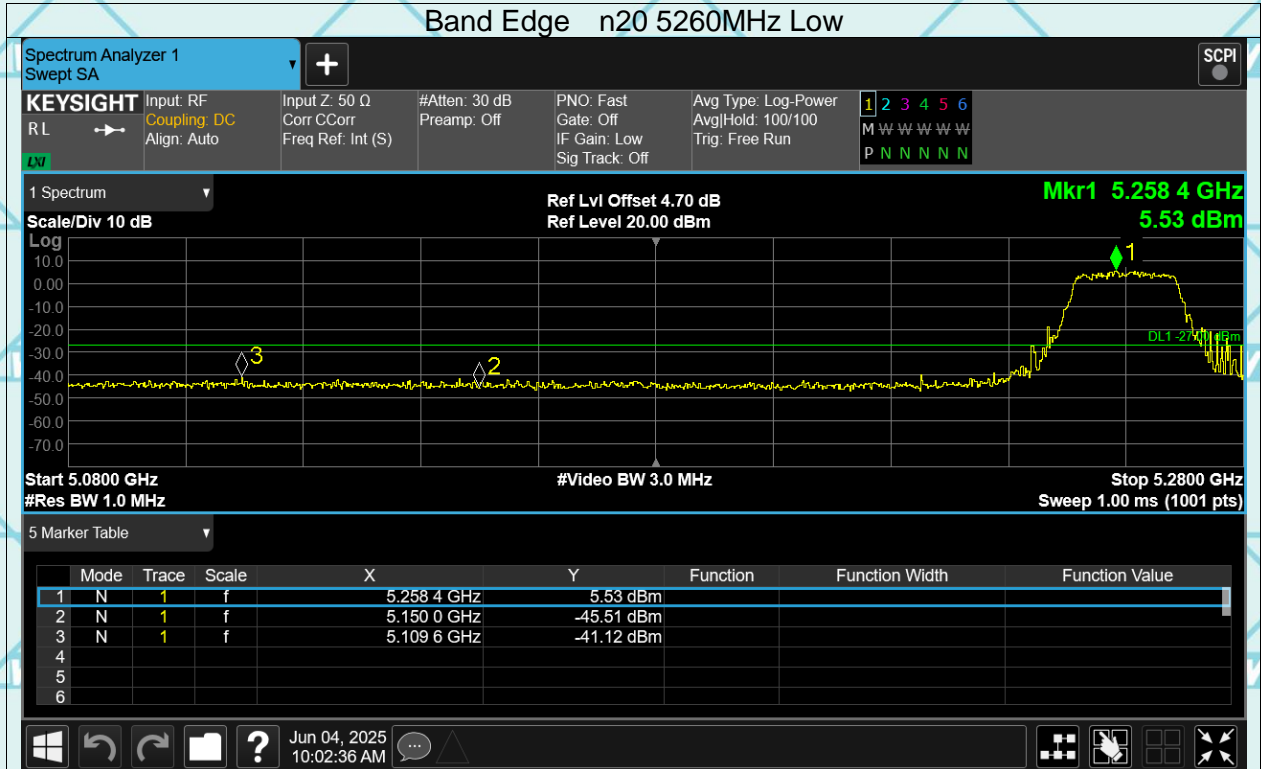 Band Edge n20 5260MHz Low
Spectrum Analyzer 1
Swept SA
+
SCPI
KEYSIGHT
RL
LXI
Input: RF
Coupling: DC
Align: Auto
Input Z: 50 Ω
Corr CCorr
Freq Ref: Int (S)
#Atten: 30 dB
Preamp: Off
PNO: Fast
Gate: Off
IF Gain: Low
Sig Track: Off
Avg Type: Log-Power
Avg|Hold: 100/100
Trig: Free Run
1 2 3 4 5 6
M W W W W W W
P N N N N N N
1 Spectrum
Scale/Div 10 dB
Ref Lvl Offset 4.70 dB
Ref Level 20.00 dBm
Mkr1 5.258 4 GHz
5.53 dBm
Log
10.0
0.00
-10.0
-20.0
-30.0
-40.0
-50.0
-60.0
-70.0
1
2
3
DL1 -27.00 dBm
Start 5.0800 GHz
#Video BW 3.0 MHz
Stop 5.2800 GHz
#Res BW 1.0 MHz
Sweep 1.00 ms (1001 pts)
5 Marker Table
Mode Trace Scale X Y Function Function Width Function Value
1 N 1 f 5.258 4 GHz 5.53 dBm
2 N 1 f 5.150 0 GHz -45.51 dBm
3 N 1 f 5.109 6 GHz -41.12 dBm
4
5
6
?
Jun 04, 2025
10:02:36 AM